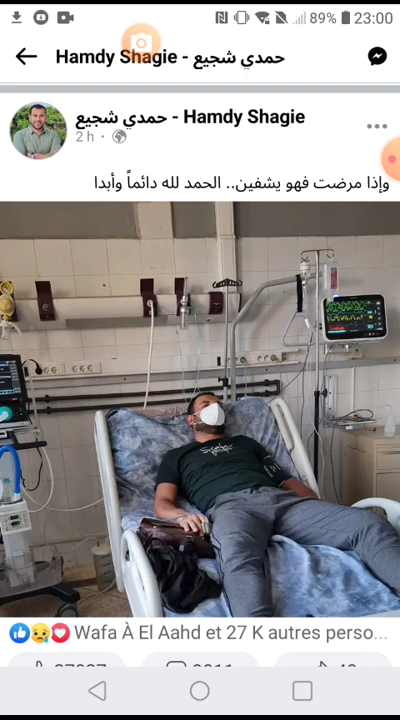 89% 23:00
Hamdy Shagie - حمدي شجيع
حمدي شجيع - Hamdy Shagie
2 h
وإذا مرضت فهو يشفين.. الحمد لله دائماً وأبدا
Wafa À El Aahd et 27 K autres perso...